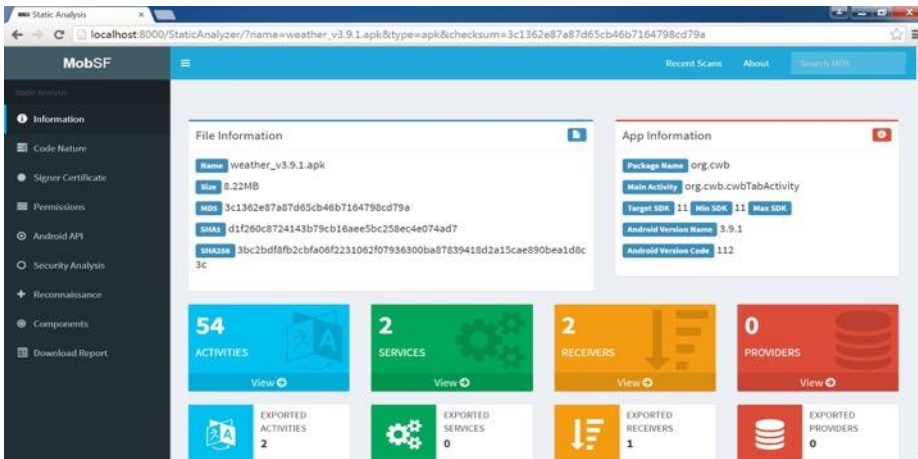 Static Analysis
localhost:8000/StaticAnalyzer/?name=weather_v3.9.1.apk&type=apk&checksum=3c1362e87a87d65cb46b7164798cd79a
MobSF
Recent Scans About Search MD5
Static Analysis
Information
Code Nature
Signer Certificate
Permissions
Android API
Security Analysis
Reconnaissance
Components
Download Report
File Information
Name weather_v3.9.1.apk
Size 8.22MB
MD5 3c1362e87a87d65cb46b7164798cd79a
SHA1 d1f260c8724143b79cb16aee5bc258ec4e074ad7
SHA256 3bc2bdf8fb2cbfa06f2231062f07936300ba87839418d2a15cae890bea1d8c
3c
App Information
Package Name org.cwb
Main Activity org.cwb.cwbTabActivity
Target SDK 11 Min SDK 11 Max SDK
Android Version Name 3.9.1
Android Version Code 112
54
ACTIVITIES
View
2
SERVICES
View
2
RECEIVERS
View
0
PROVIDERS
View
EXPORTED
ACTIVITIES
2
EXPORTED
SERVICES
0
EXPORTED
RECEIVERS
1
EXPORTED
PROVIDERS
0